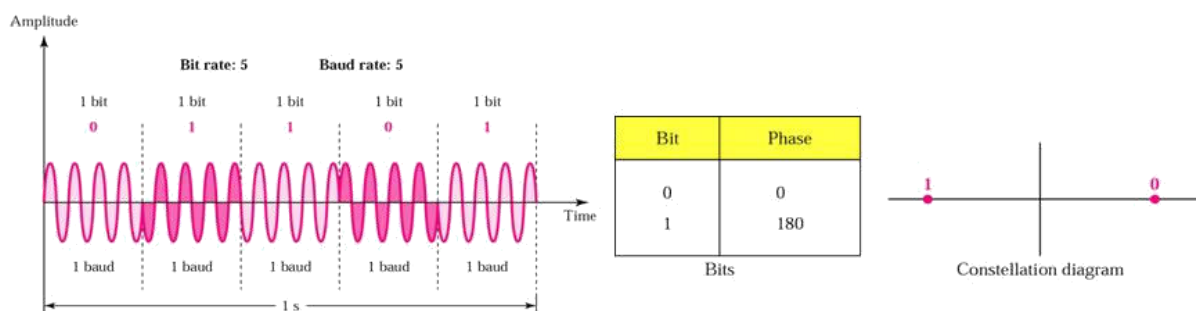 Amplitude
Bit rate: 5 Baud rate: 5
1 bit 1 bit 1 bit 1 bit 1 bit
0 1 1 0 1
Time
1 baud 1 baud 1 baud 1 baud 1 baud
1 s
Bit Phase
0 0
1 180
Bits
1 0
Constellation diagram